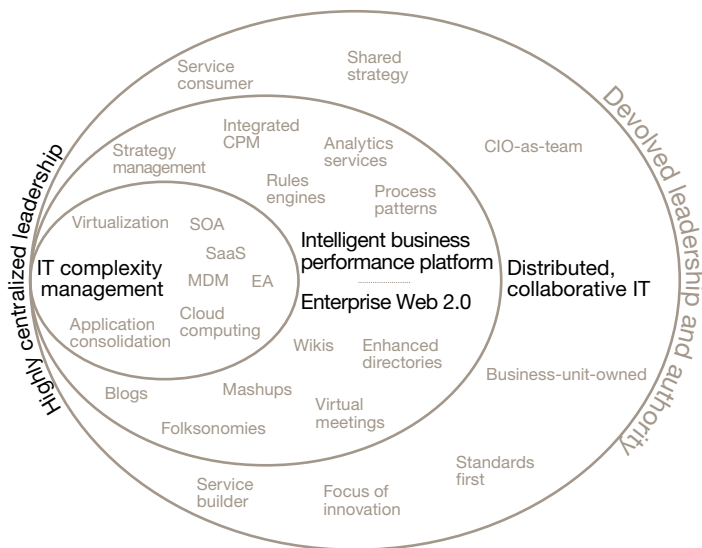 Shared
strategy
Service
consumer
Devolved leadership and authority
Highly centralized leadership
Integrated
CPM
Analytics
services
CIO-as-team
Strategy
management
Rules
engines
Process
patterns
Virtualization
SOA
SaaS
Intelligent business
performance platform
IT complexity
management
MDM
EA
Distributed,
collaborative IT
Enterprise Web 2.0
Application
consolidation
Cloud
computing
Wikis
Enhanced
directories
Business-unit-owned
Blogs
Mashups
Virtual
meetings
Folksonomies
Standards
first
Service
builder
Focus of
innovation